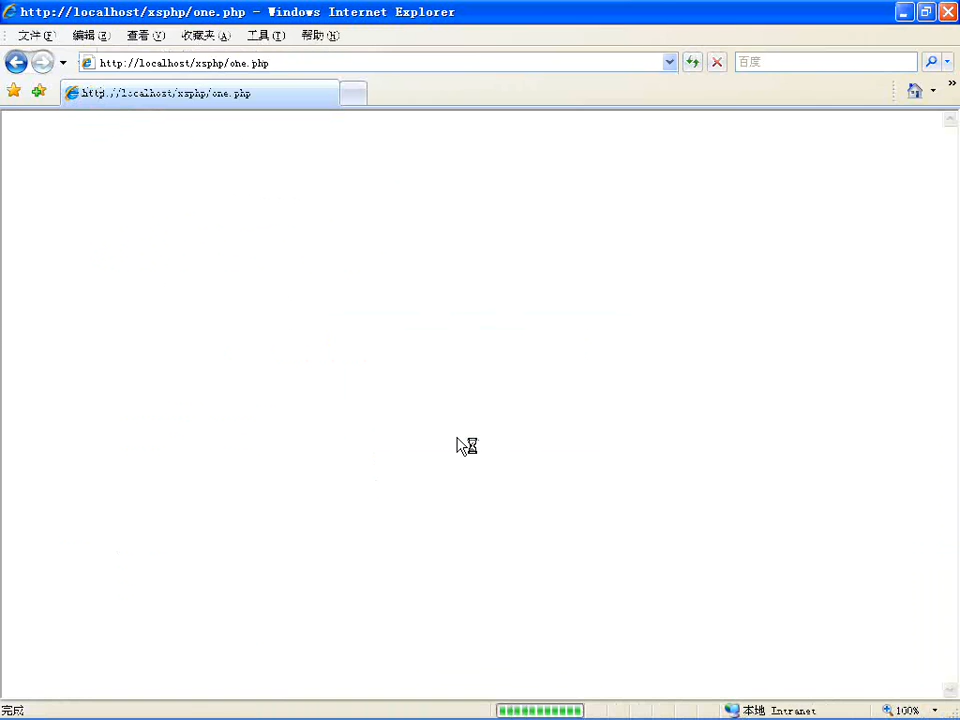 http://localhost/xsphp/one.php - Windows Internet Explorer
文件(F) 编辑(E) 查看(V) 收藏夹(A) 工具(T) 帮助(H)
http://localhost/xsphp/one.php 百度
http://localhost/xsphp/one.php
完成 本地 Intranet 100%